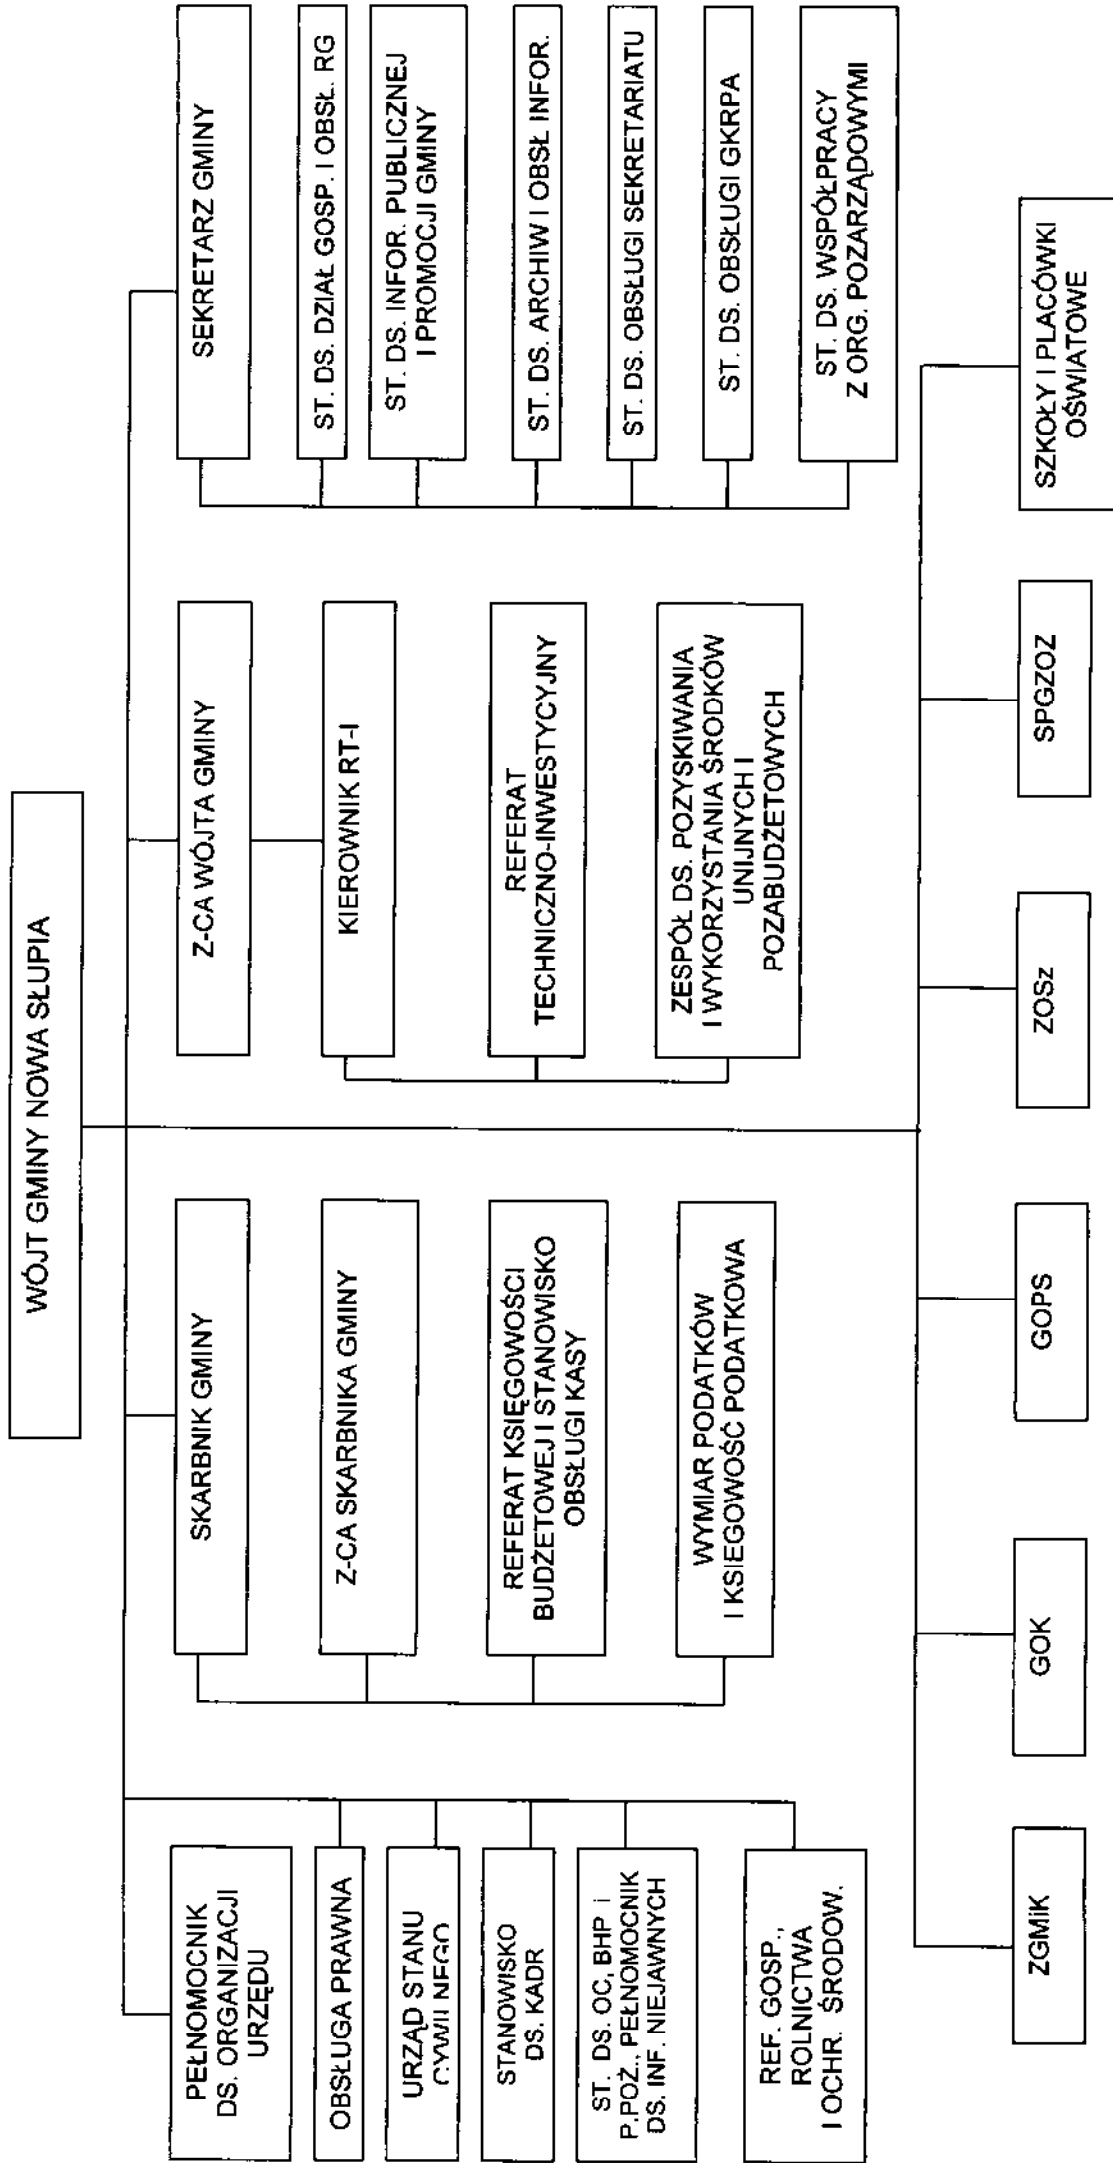 WÓJT GMINY NOWA SŁUPIA
PEŁNOMOCNIK
DS. ORGANIZACJI
URZĘDU
OBSŁUGA PRAWNA
URZĄD STANU
CYWILNEGO
STANOWISKO
DS. KADR
ST. DS. OC, BHP i
P.POŻ., PEŁNOMOCNIK
DS. INF. NIEJAWNYCH
REF. GOSP.,
ROLNICTWA
I OCHR. ŚRODOW.
SKARBNIK GMINY
Z-CA SKARBNIKA GMINY
REFERAT KSIĘGOWOŚCI
BUDŻETOWEJ I STANOWISKO
OBSŁUGI KASY
WYMIAR PODATKÓW
I KSIEGOWOŚĆ PODATKOWA
Z-CA WÓJTA GMINY
KIEROWNIK RT-I
REFERAT
TECHNICZNO-INWESTYCYJNY
ZESPÓŁ DS. POZYSKIWANIA
I WYKORZYSTANIA ŚRODKÓW
UNIJNYCH I
POZABUDŻETOWYCH
SEKRETARZ GMINY
ST. DS. DZIAŁ GOSP. I OBSŁ. RG
ST. DS. INFOR. PUBLICZNEJ
I PROMOCJI GMINY
ST. DS. ARCHIW I OBSŁ INFOR.
ST. DS. OBSŁUGI SEKRETARIATU
ST. DS. OBSŁUGI GKRPA
ST. DS. WSPÓŁPRACY
Z ORG. POZARZĄDOWYMI
ZGMiK
GOK
GOPS
ZOSz
SPGZOZ
SZKOŁY I PLACÓWKI
OŚWIATOWE